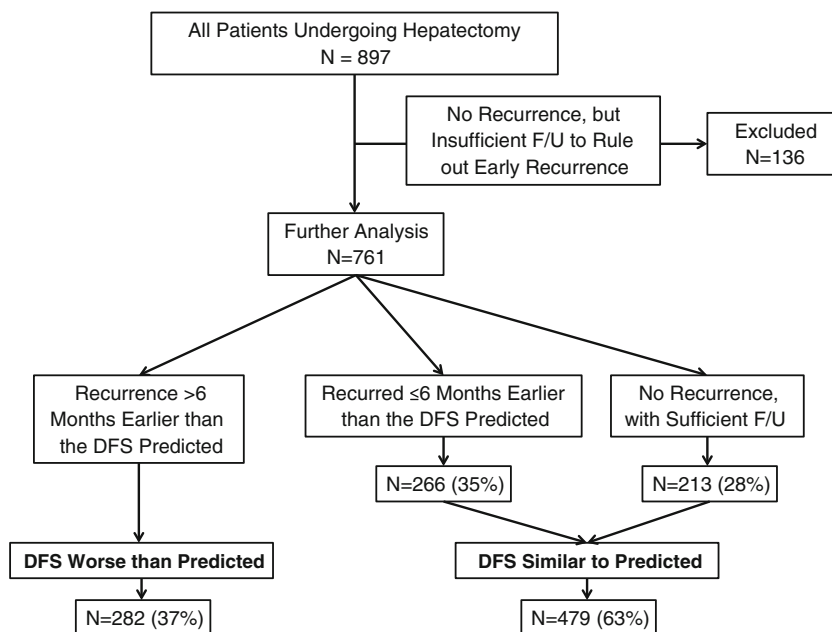 All Patients Undergoing Hepatectomy
N = 897
No Recurrence, but
Insufficient F/U to Rule
out Early Recurrence
Excluded
N=136
Further Analysis
N=761
Recurrence >6
Months Earlier than
the DFS Predicted
Recurred ≤6 Months Earlier
than the DFS Predicted
No Recurrence,
with Sufficient F/U
N=266 (35%)
N=213 (28%)
DFS Worse than Predicted
DFS Similar to Predicted
N=282 (37%)
N=479 (63%)